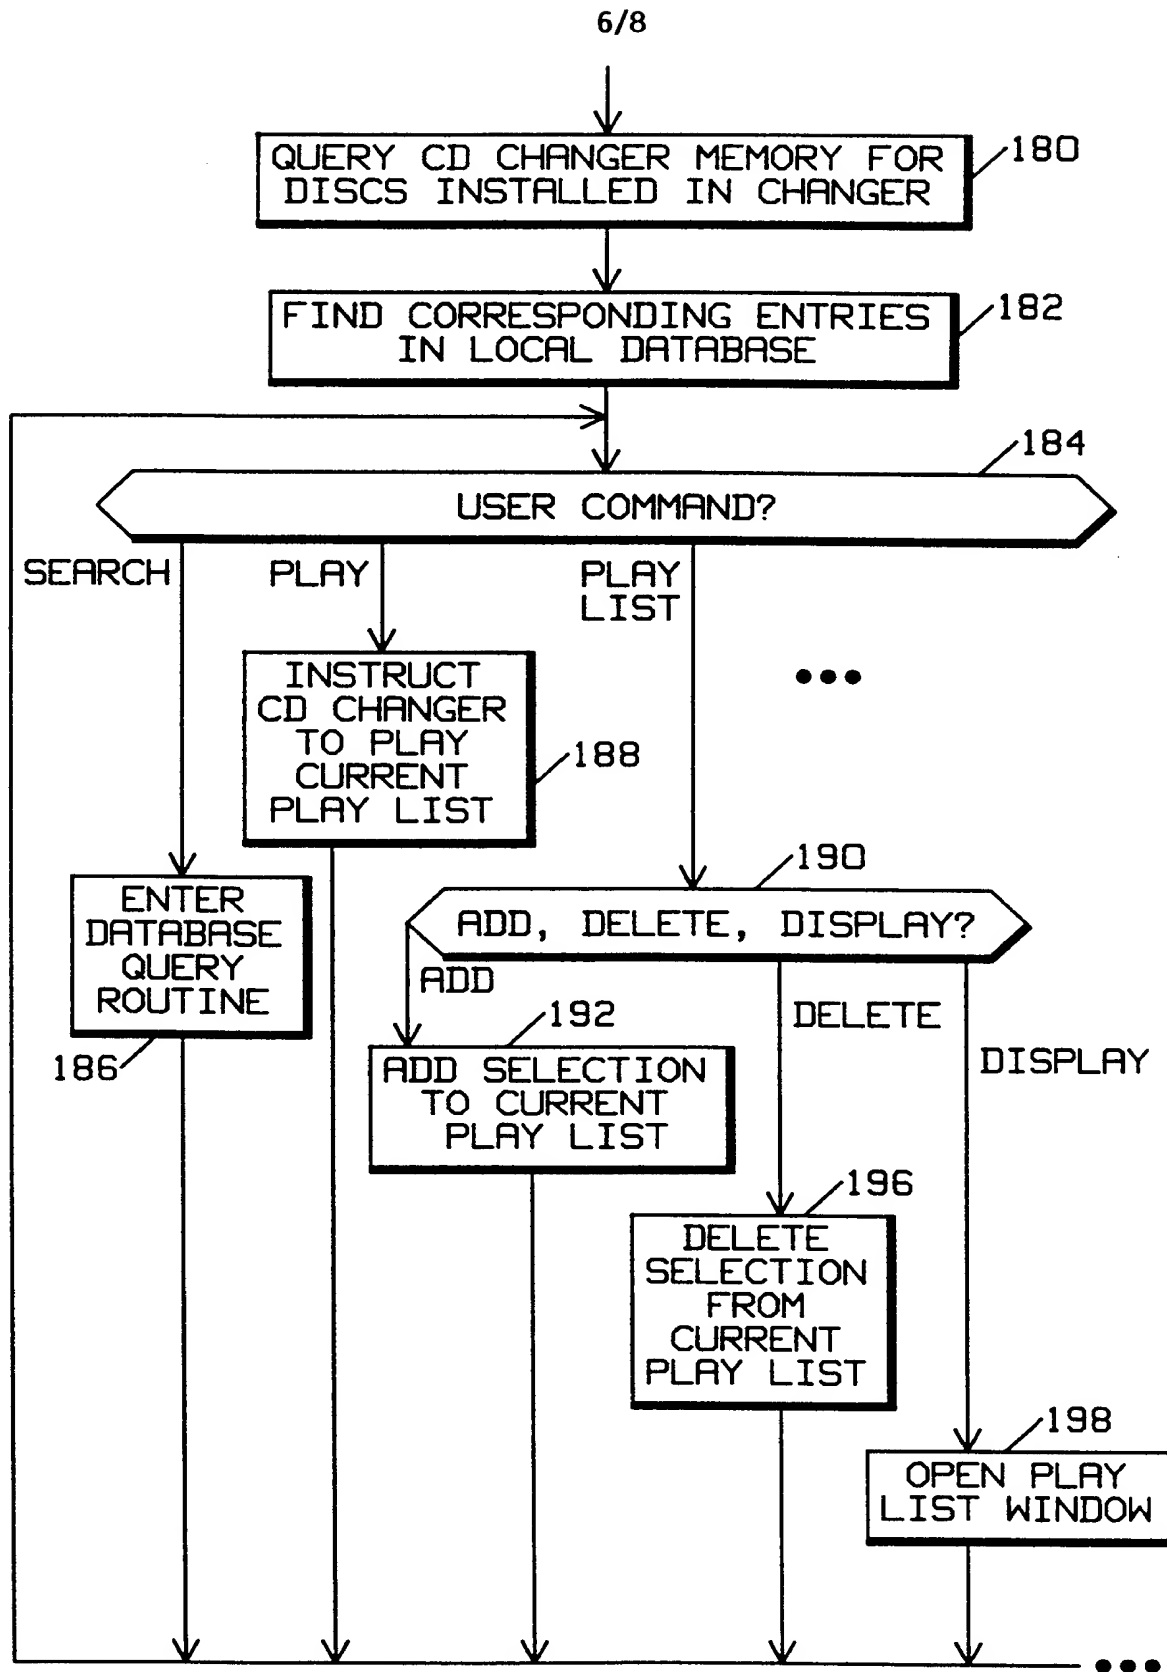 6/8
QUERY CD CHANGER MEMORY FOR
DISCS INSTALLED IN CHANGER
180
FIND CORRESPONDING ENTRIES
IN LOCAL DATABASE
182
184
USER COMMAND?
SEARCH
PLAY
PLAY
LIST
•••
INSTRUCT
CD CHANGER
TO PLAY
CURRENT
PLAY LIST
188
190
ADD, DELETE, DISPLAY?
ENTER
DATABASE
QUERY
ROUTINE
186
ADD
DELETE
DISPLAY
192
ADD SELECTION
TO CURRENT
PLAY LIST
196
DELETE
SELECTION
FROM
CURRENT
PLAY LIST
198
OPEN PLAY
LIST WINDOW
•••